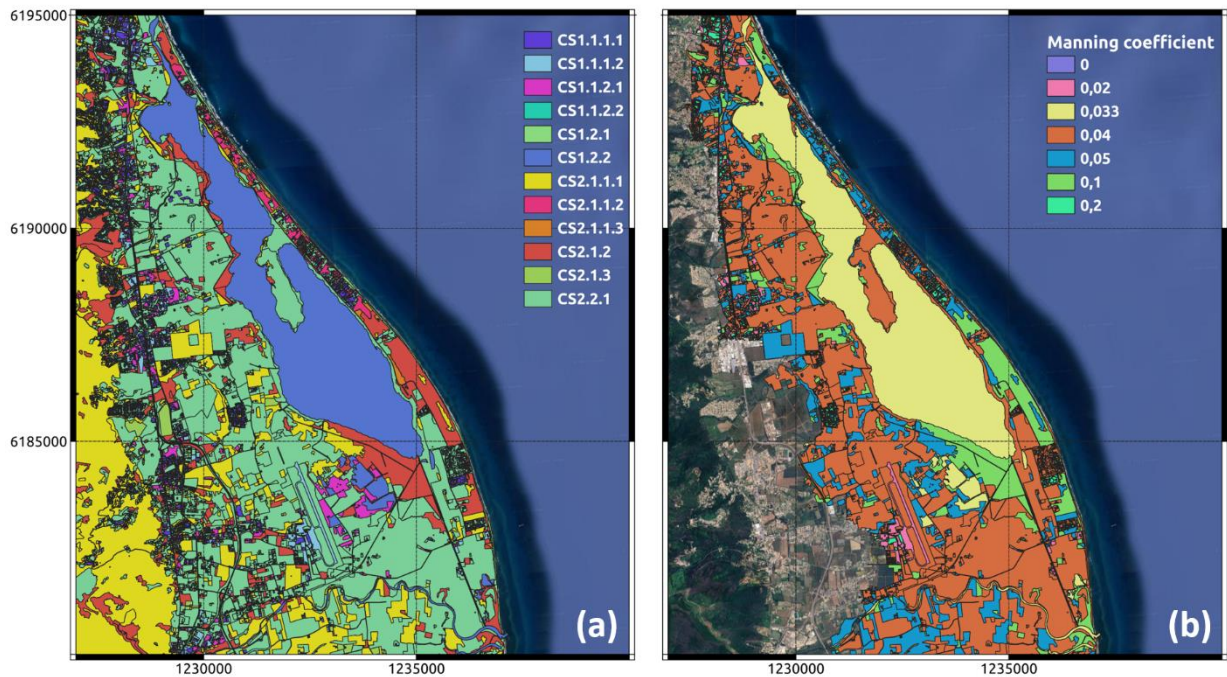 6195000
6190000
6185000
CS1.1.1.1
CS1.1.1.2
CS1.1.2.1
CS1.1.2.2
CS1.2.1
CS1.2.2
CS2.1.1.1
CS2.1.1.2
CS2.1.1.3
CS2.1.2
CS2.1.3
CS2.2.1
(a)
1230000
1235000
Manning coefficient
0
0,02
0,033
0,04
0,05
0,1
0,2
(b)
1230000
1235000